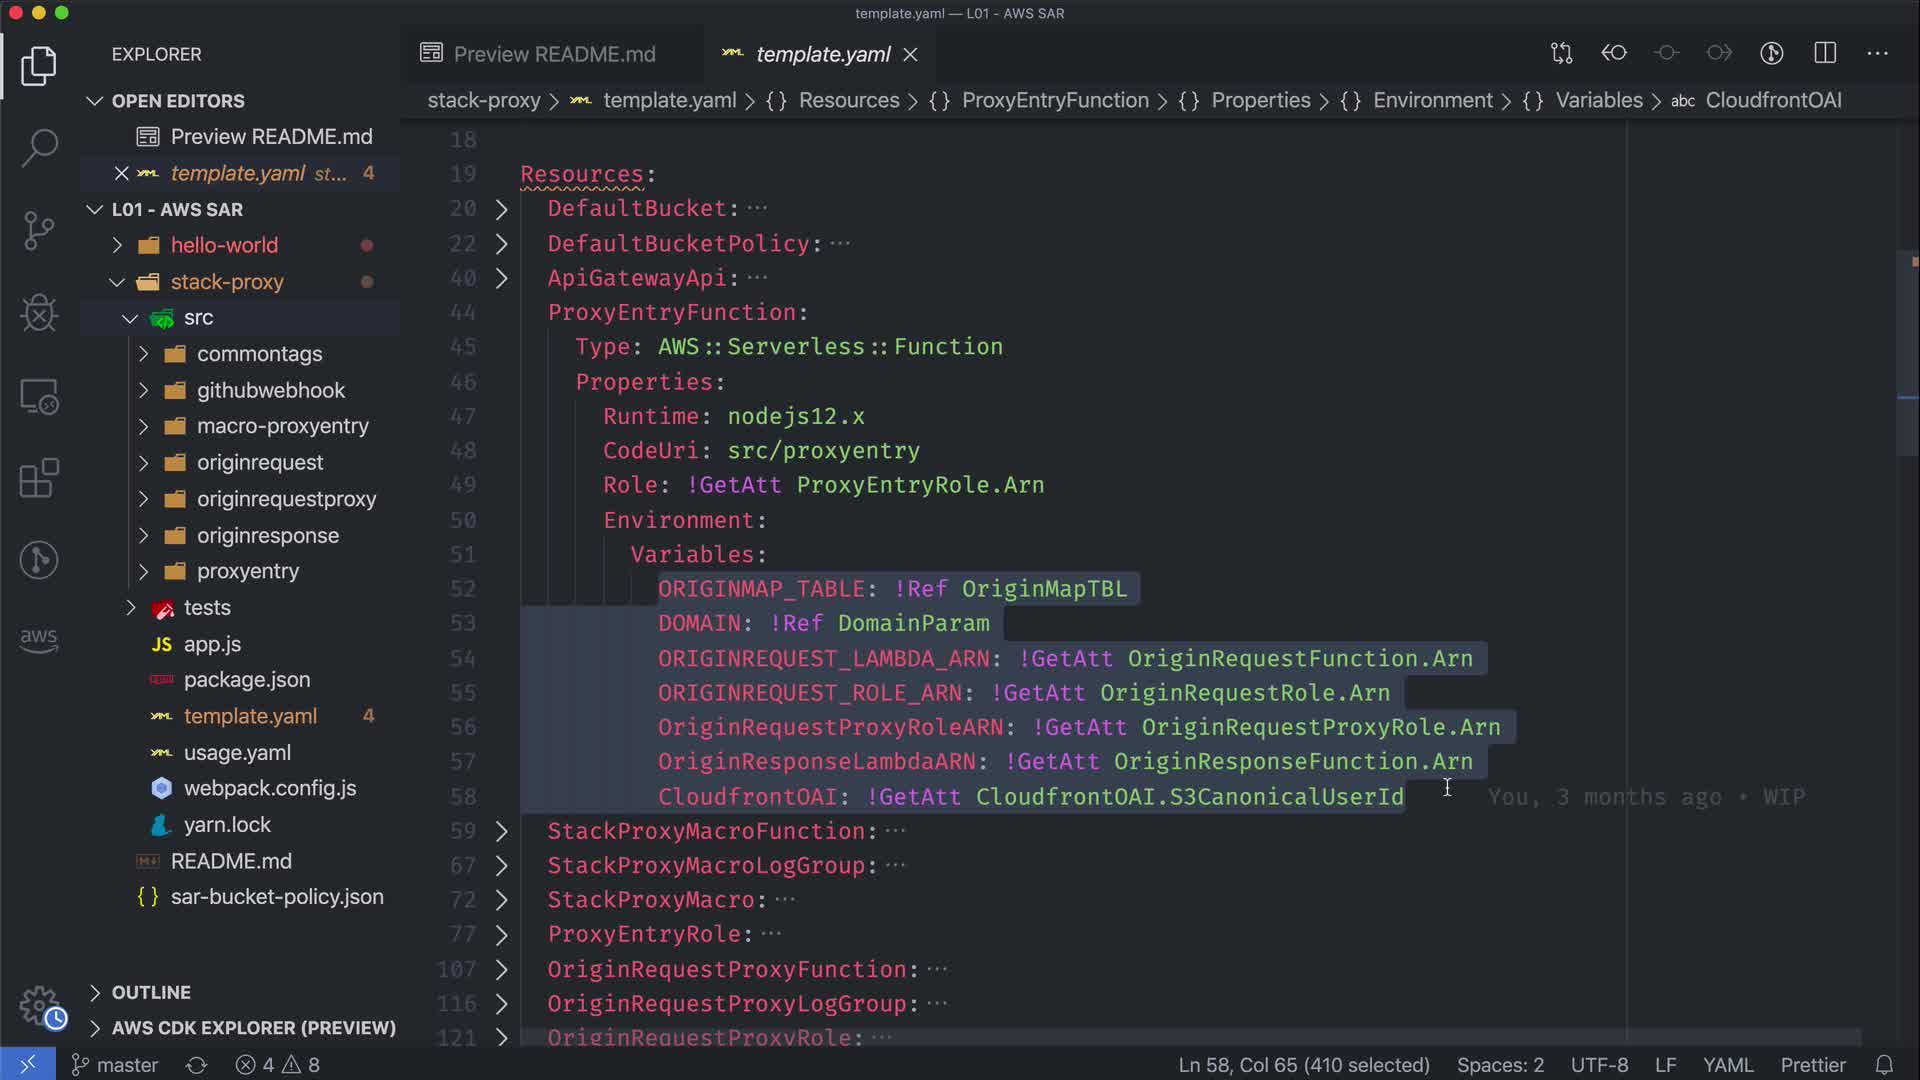 template.yaml — L01 - AWS SAR
EXPLORER
Preview README.md
template.yaml
OPEN EDITORS
stack-proxy > template.yaml > {} Resources > {} ProxyEntryFunction > {} Properties > {} Environment > {} Variables > abc CloudfrontOAI
Preview README.md
template.yaml st... 4
L01 - AWS SAR
hello-world
stack-proxy
src
commontags
githubwebhook
macro-proxyentry
originrequest
originrequestproxy
originresponse
proxyentry
tests
JS app.js
package.json
template.yaml 4
usage.yaml
webpack.config.js
yarn.lock
README.md
{} sar-bucket-policy.json
OUTLINE
AWS CDK EXPLORER (PREVIEW)
aws
18
19 Resources:
20 DefaultBucket: ...
22 DefaultBucketPolicy: ...
40 ApiGatewayApi: ...
44 ProxyEntryFunction:
45 Type: AWS::Serverless::Function
46 Properties:
47 Runtime: nodejs12.x
48 CodeUri: src/proxyentry
49 Role: !GetAtt ProxyEntryRole.Arn
50 Environment:
51 Variables:
52 ORIGINMAP_TABLE: !Ref OriginMapTBL
53 DOMAIN: !Ref DomainParam
54 ORIGINREQUEST_LAMBDA_ARN: !GetAtt OriginRequestFunction.Arn
55 ORIGINREQUEST_ROLE_ARN: !GetAtt OriginRequestRole.Arn
56 OriginRequestProxyRoleARN: !GetAtt OriginRequestProxyRole.Arn
57 OriginResponseLambdaARN: !GetAtt OriginResponseFunction.Arn
58 CloudfrontOAI: !GetAtt CloudfrontOAI.S3CanonicalUserId You, 3 months ago • WIP
59 StackProxyMacroFunction: ...
67 StackProxyMacroLogGroup: ...
72 StackProxyMacro: ...
77 ProxyEntryRole: ...
107 OriginRequestProxyFunction: ...
116 OriginRequestProxyLogGroup: ...
121 OriginRequestProxyRole: ...
master 4 8 Ln 58, Col 65 (410 selected) Spaces: 2 UTF-8 LF YAML Prettier